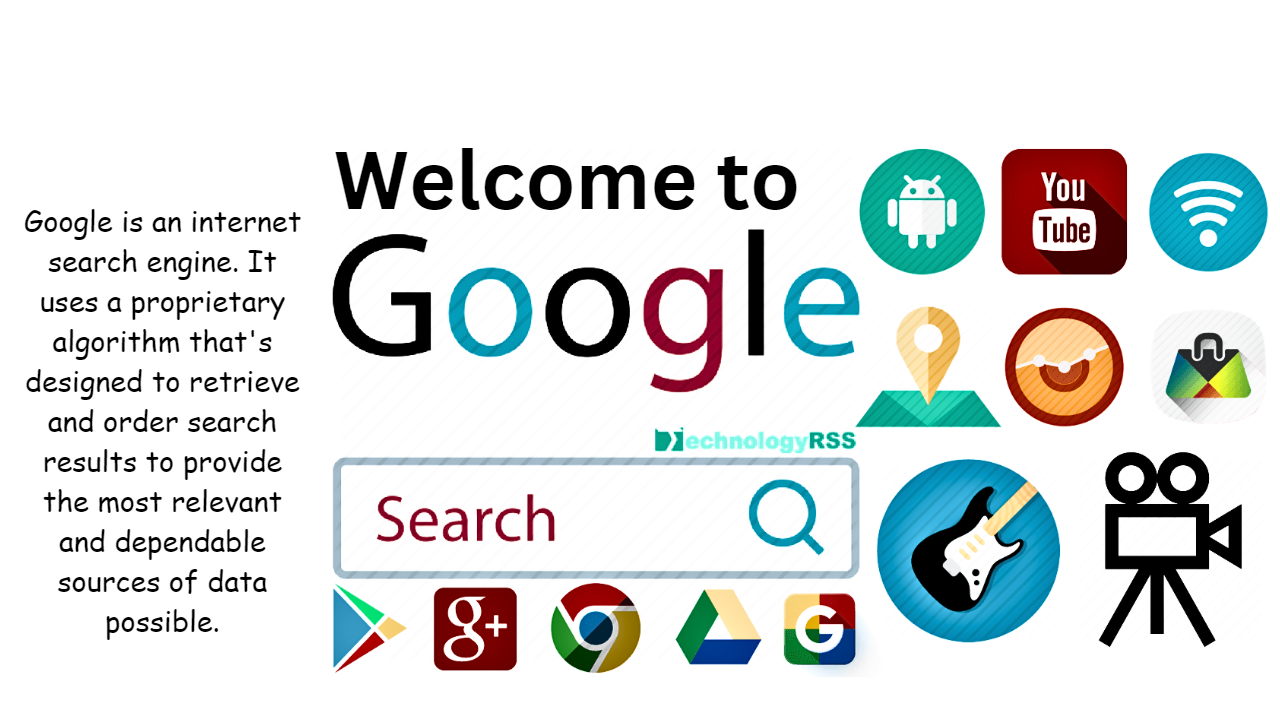 Google is an internet
search engine. It
uses a proprietary
algorithm that's
designed to retrieve
and order search
results to provide
the most relevant
and dependable
sources of data
possible.
Welcome to
Google
echnologyRSS
Search
g+
G
You
Tube